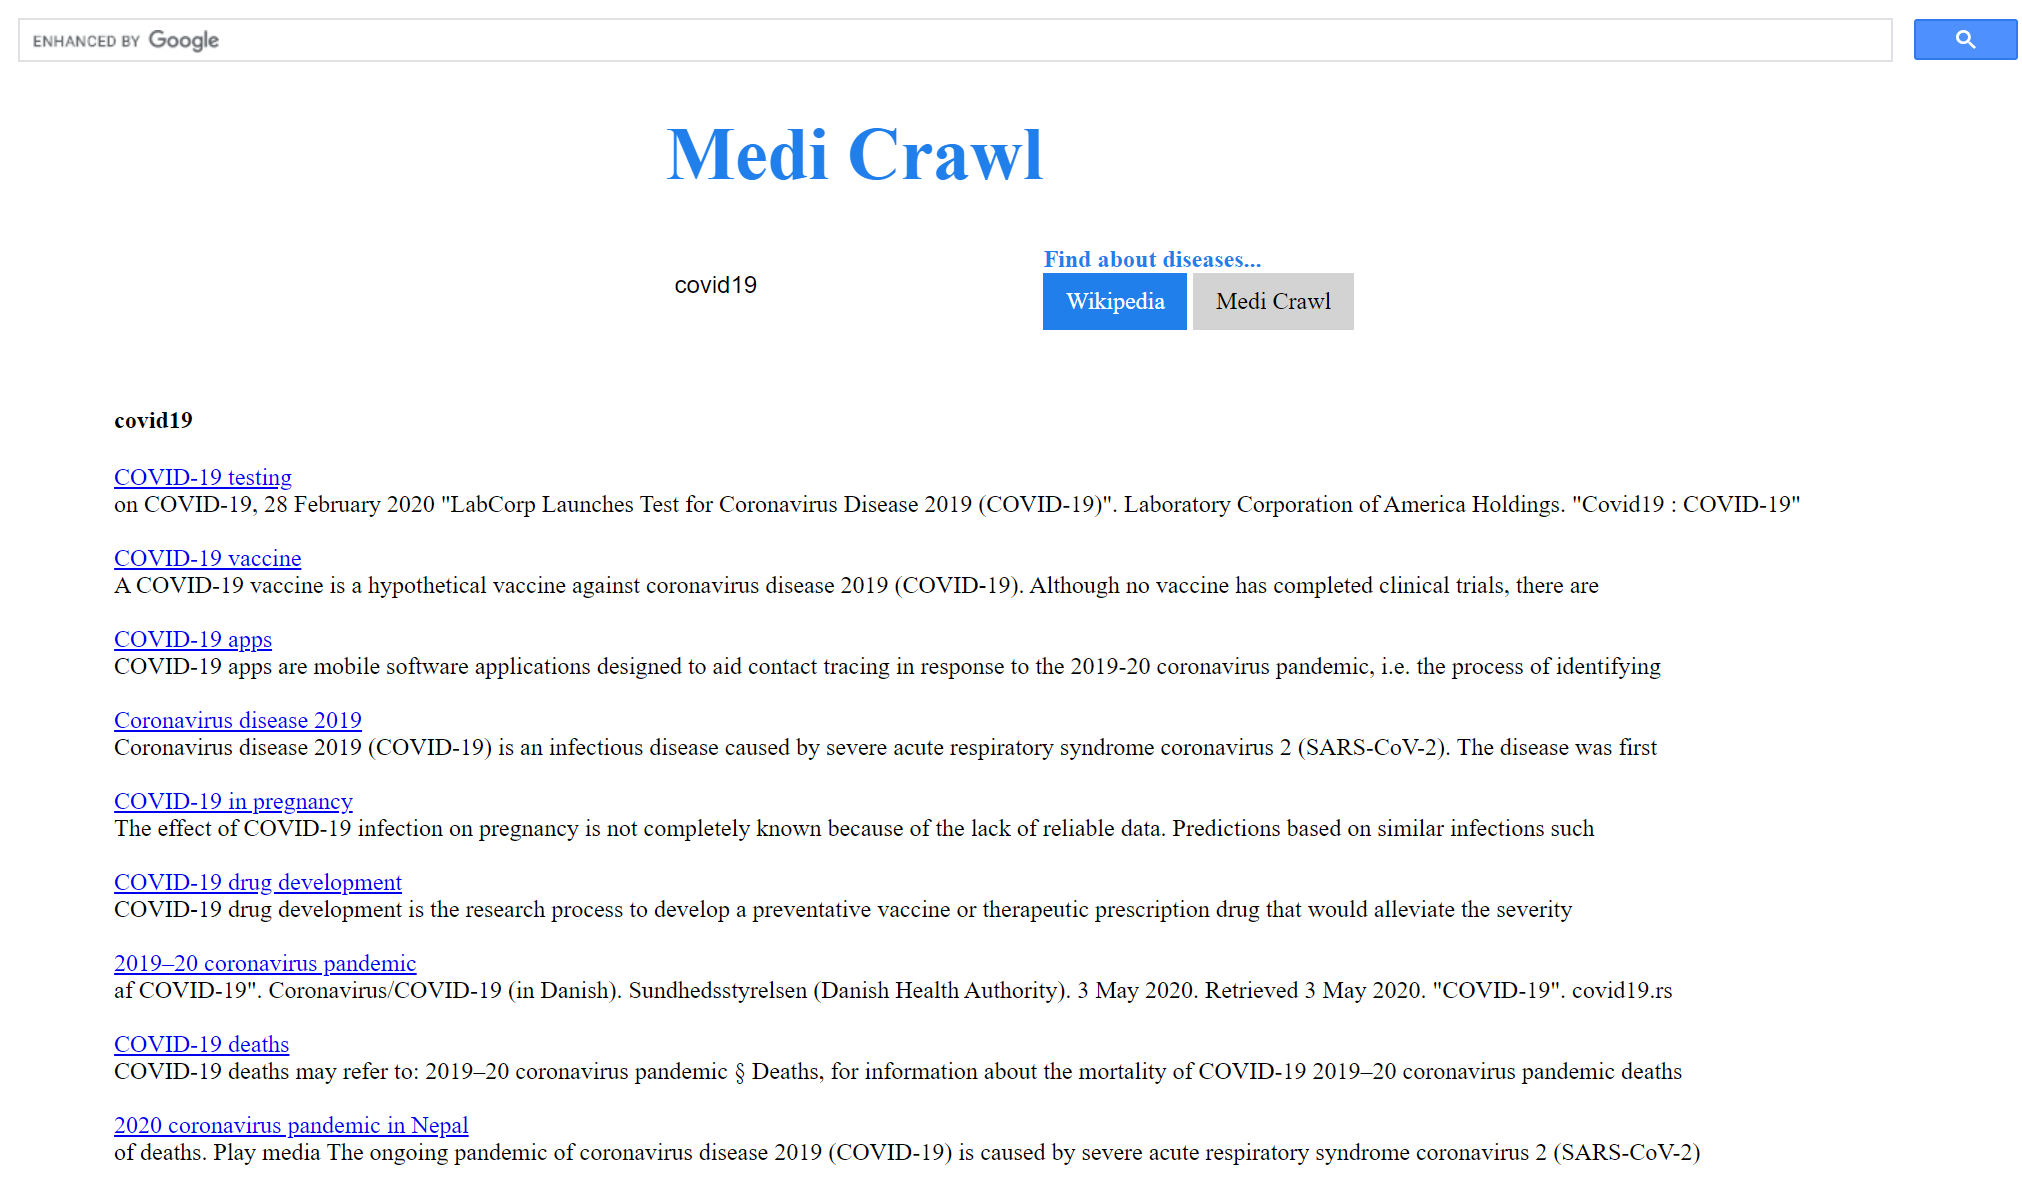 ENHANCED BY Google
Medi Crawl
Find about diseases...
covid19
Wikipedia Medi Crawl
covid19
COVID-19 testing
on COVID-19, 28 February 2020 "LabCorp Launches Test for Coronavirus Disease 2019 (COVID-19)". Laboratory Corporation of America Holdings. "Covid19 : COVID-19"
COVID-19 vaccine
A COVID-19 vaccine is a hypothetical vaccine against coronavirus disease 2019 (COVID-19). Although no vaccine has completed clinical trials, there are
COVID-19 apps
COVID-19 apps are mobile software applications designed to aid contact tracing in response to the 2019-20 coronavirus pandemic, i.e. the process of identifying
Coronavirus disease 2019
Coronavirus disease 2019 (COVID-19) is an infectious disease caused by severe acute respiratory syndrome coronavirus 2 (SARS-CoV-2). The disease was first
COVID-19 in pregnancy
The effect of COVID-19 infection on pregnancy is not completely known because of the lack of reliable data. Predictions based on similar infections such
COVID-19 drug development
COVID-19 drug development is the research process to develop a preventative vaccine or therapeutic prescription drug that would alleviate the severity
2019–20 coronavirus pandemic
af COVID-19". Coronavirus/COVID-19 (in Danish). Sundhedsstyrelsen (Danish Health Authority). 3 May 2020. Retrieved 3 May 2020. "COVID-19". covid19.rs
COVID-19 deaths
COVID-19 deaths may refer to: 2019–20 coronavirus pandemic § Deaths, for information about the mortality of COVID-19 2019–20 coronavirus pandemic deaths
2020 coronavirus pandemic in Nepal
of deaths. Play media The ongoing pandemic of coronavirus disease 2019 (COVID-19) is caused by severe acute respiratory syndrome coronavirus 2 (SARS-CoV-2)